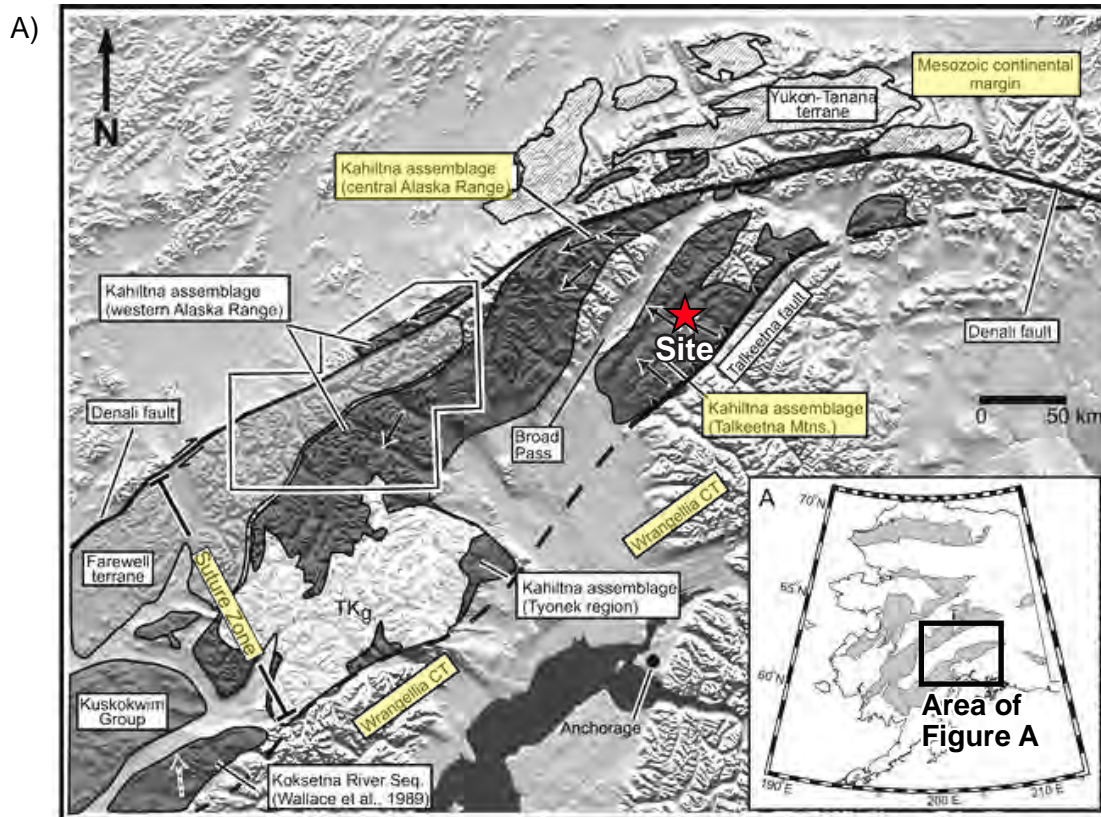 A)
N
Mesozoic continental
margin
Yukon-Tanana
terrane
Kahiltna assemblage
(central Alaska Range)
Kahiltna assemblage
(western Alaska Range)
Site
Talkeetna fault
Denali fault
Denali fault
0 50 km
Kahiltna assemblage
(Talkeetna Mtns.)
Broad
Pass
Wrangellia CT
Farewell
terrane
Suture Zone
TKg
Kahiltna assemblage
(Tyonek region)
Wrangellia CT
Kuskokwim
Group
Anchorage
Koksetna River Seq.
(Wallace et al., 1989)
A
70 N
65 N
60 N
Area of
Figure A
190 E
200 E
210 E